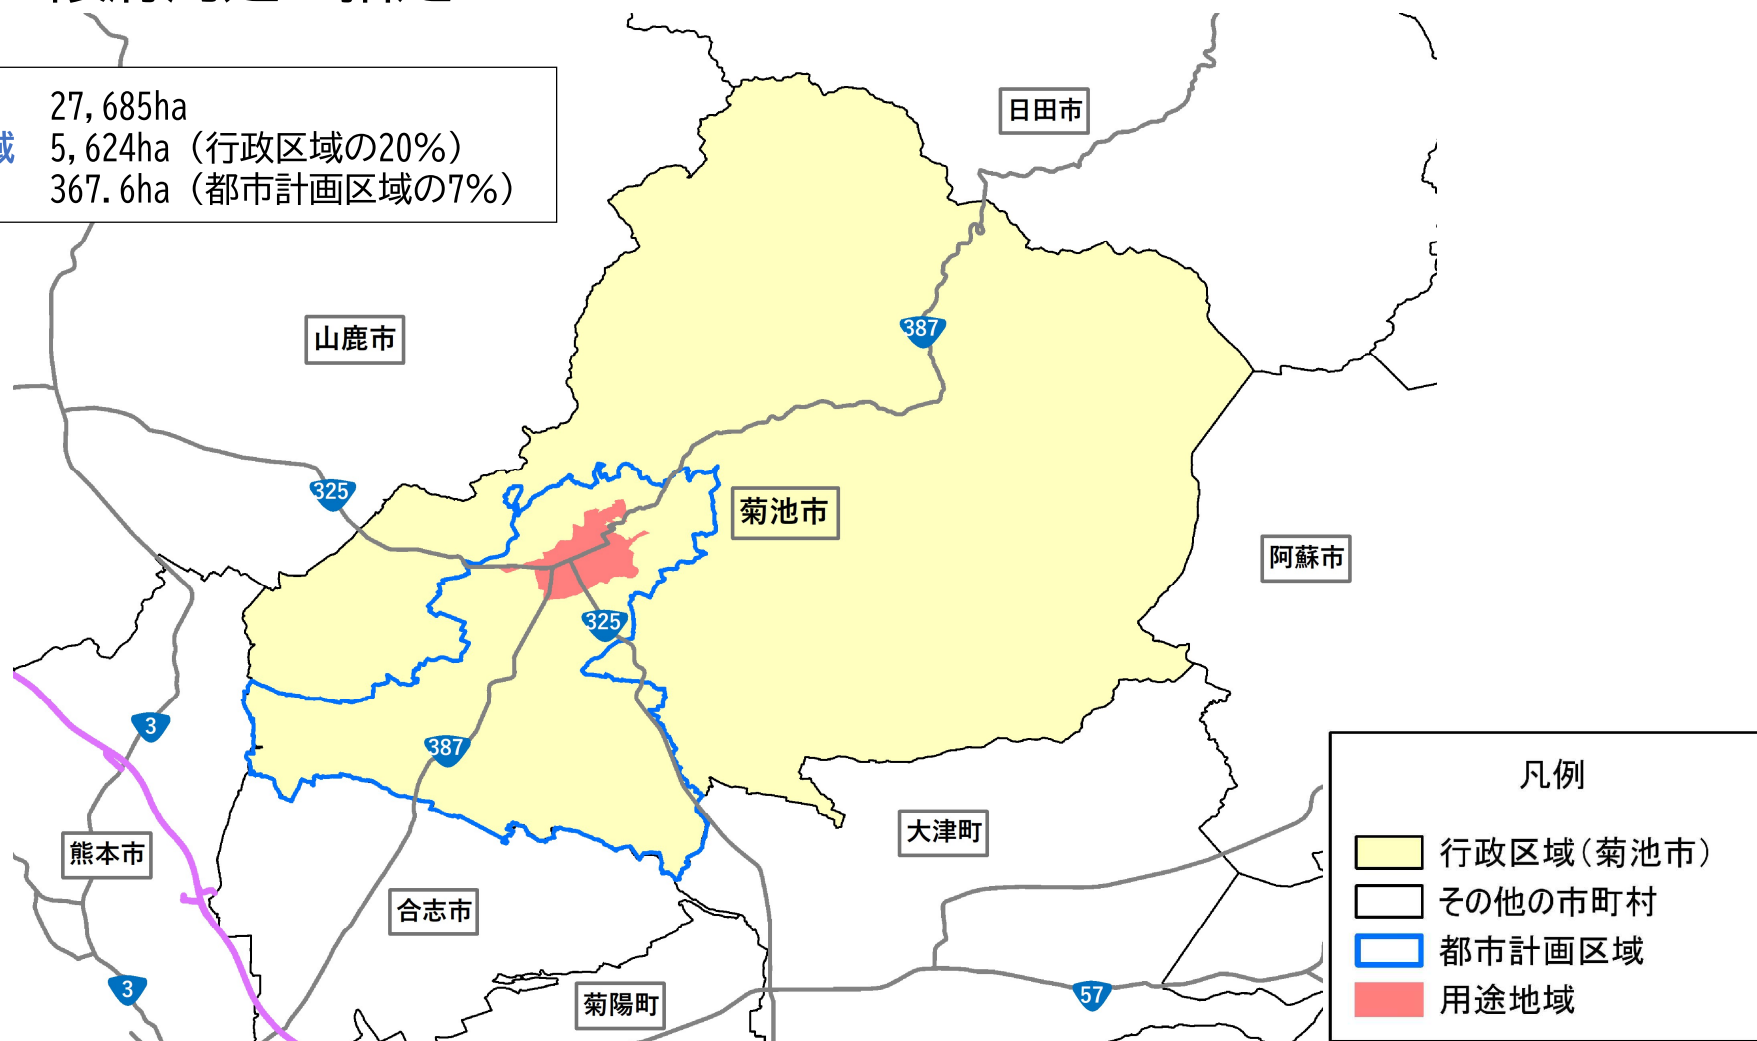 27,685ha
域 5,624ha（行政区域の20%）
367.6ha（都市計画区域の7%）
日田市
山鹿市
387
325
菊池市
阿蘇市
325
3
387
大津町
熊本市
合志市
3
菊陽町
57
凡例
行政区域（菊池市）
その他の市町村
都市計画区域
用途地域